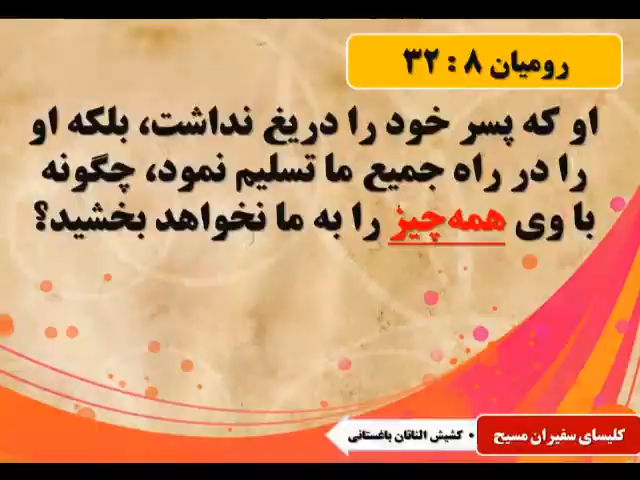 رومیان ۸ : ۳۲
او که پسر خود را دریغ نداشت، بلکه او
را در راه جمیع ما تسلیم نمود، چگونه
با وی همه‌چیز را به ما نخواهد بخشید؟
کلیسای سفیران مسیح • کشیش الناتان باغستانی